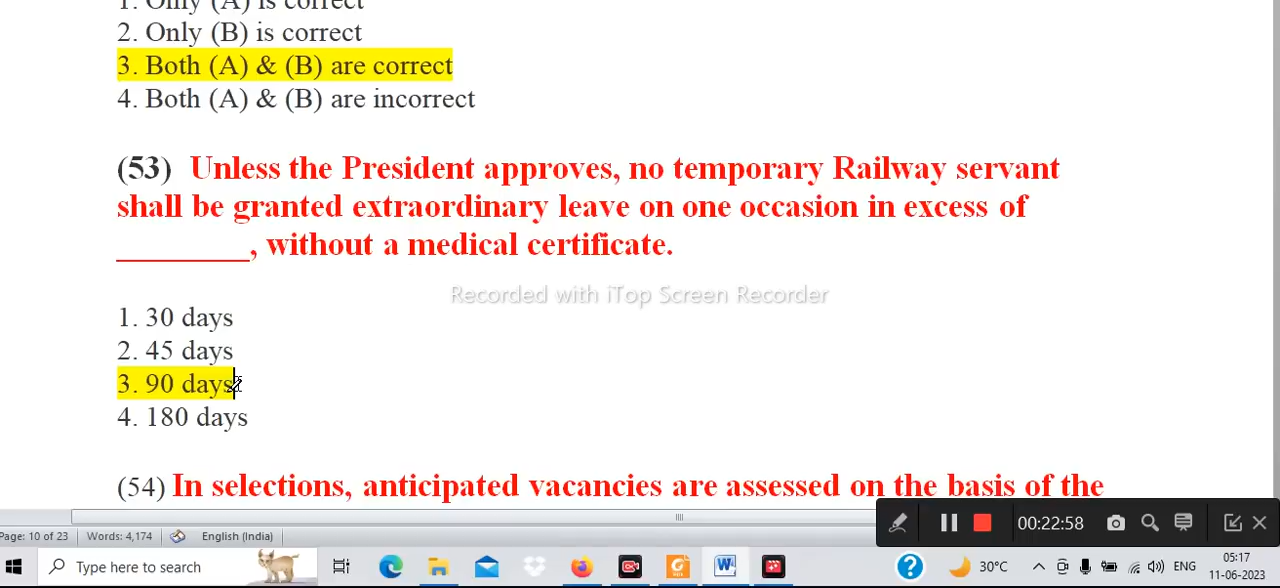 1. Only (A) is correct
2. Only (B) is correct
3. Both (A) & (B) are correct
4. Both (A) & (B) are incorrect
(53) Unless the President approves, no temporary Railway servant
shall be granted extraordinary leave on one occasion in excess of
________, without a medical certificate.
Recorded with iTop Screen Recorder
1. 30 days
2. 45 days
3. 90 days
4. 180 days
(54) In selections, anticipated vacancies are assessed on the basis of the
00:22:58
Page: 10 of 23 Words: 4,174 English (India)
Type here to search
30°C ENG 05:17
11-06-2023